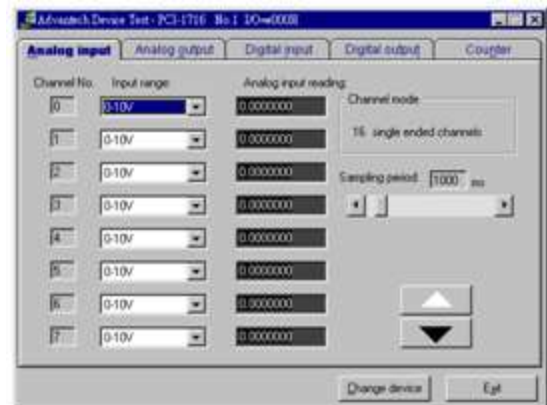 Advantech Device Test - PCI-1716 No.1 I/O=e000H
Analog input
Analog output
Digital input
Digital output
Counter
Channel No.
Input range:
Analog input reading:
0
0-10V
0.0000000
1
0-10V
0.0000000
2
0-10V
0.0000000
3
0-10V
0.0000000
4
0-10V
0.0000000
5
0-10V
0.0000000
6
0-10V
0.0000000
7
0-10V
0.0000000
Channel mode
16 single ended channels
Sampling period
1000
ms
Change device
Exit